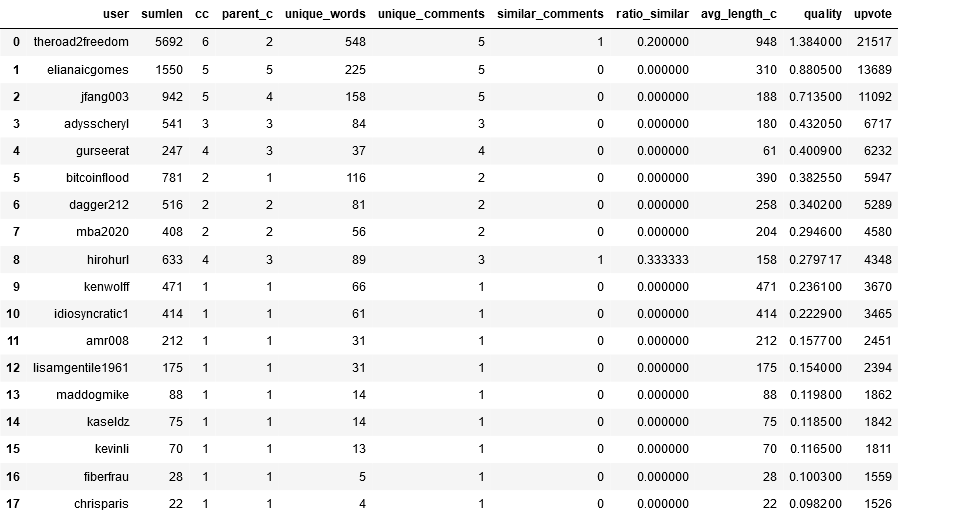 user sumlen cc parent_c unique_words unique_comments similar_comments ratio_similar avg_length_c quality upvote
0 theroad2freedom 5692 6 2 548 5 1 0.200000 948 1.384000 21517
1 elianaicgomes 1550 5 5 225 5 0 0.000000 310 0.880500 13689
2 jfang003 942 5 4 158 5 0 0.000000 188 0.713500 11092
3 adysscheryl 541 3 3 84 3 0 0.000000 180 0.432050 6717
4 gurseerat 247 4 3 37 4 0 0.000000 61 0.400900 6232
5 bitcoinflood 781 2 1 116 2 0 0.000000 390 0.382550 5947
6 dagger212 516 2 2 81 2 0 0.000000 258 0.340200 5289
7 mba2020 408 2 2 56 2 0 0.000000 204 0.294600 4580
8 hirohurl 633 4 3 89 3 1 0.333333 158 0.279717 4348
9 kenwolff 471 1 1 66 1 0 0.000000 471 0.236100 3670
10 idiosyncratic1 414 1 1 61 1 0 0.000000 414 0.222900 3465
11 amr008 212 1 1 31 1 0 0.000000 212 0.157700 2451
12 lisamgentile1961 175 1 1 31 1 0 0.000000 175 0.154000 2394
13 maddogmike 88 1 1 14 1 0 0.000000 88 0.119800 1862
14 kaseldz 75 1 1 14 1 0 0.000000 75 0.118500 1842
15 kevinli 70 1 1 13 1 0 0.000000 70 0.116500 1811
16 fiberfrau 28 1 1 5 1 0 0.000000 28 0.100300 1559
17 chrisparis 22 1 1 4 1 0 0.000000 22 0.098200 1526